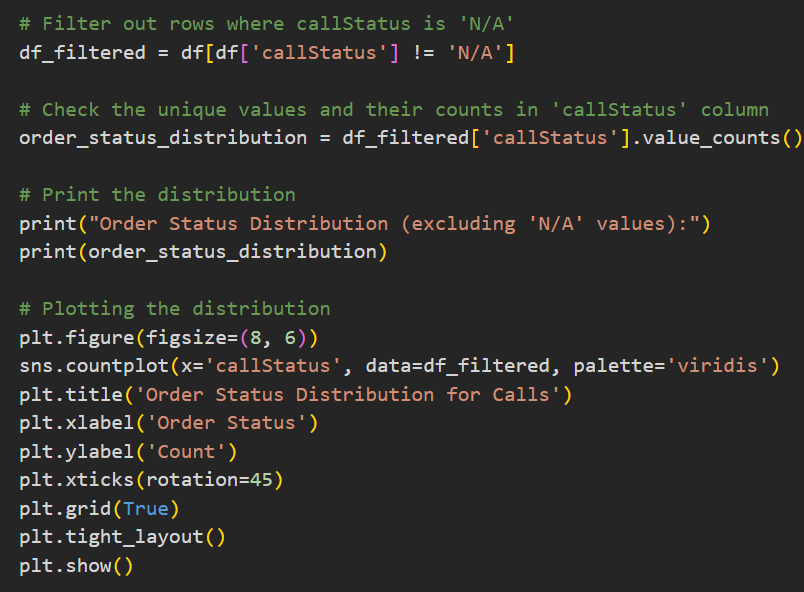 # Filter out rows where callStatus is 'N/A'
df_filtered = df[df['callStatus'] != 'N/A']
# Check the unique values and their counts in 'callStatus' column
order_status_distribution = df_filtered['callStatus'].value_counts()
# Print the distribution
print("Order Status Distribution (excluding 'N/A' values):")
print(order_status_distribution)
# Plotting the distribution
plt.figure(figsize=(8, 6))
sns.countplot(x='callStatus', data=df_filtered, palette='viridis')
plt.title('Order Status Distribution for Calls')
plt.xlabel('Order Status')
plt.ylabel('Count')
plt.xticks(rotation=45)
plt.grid(True)
plt.tight_layout()
plt.show()